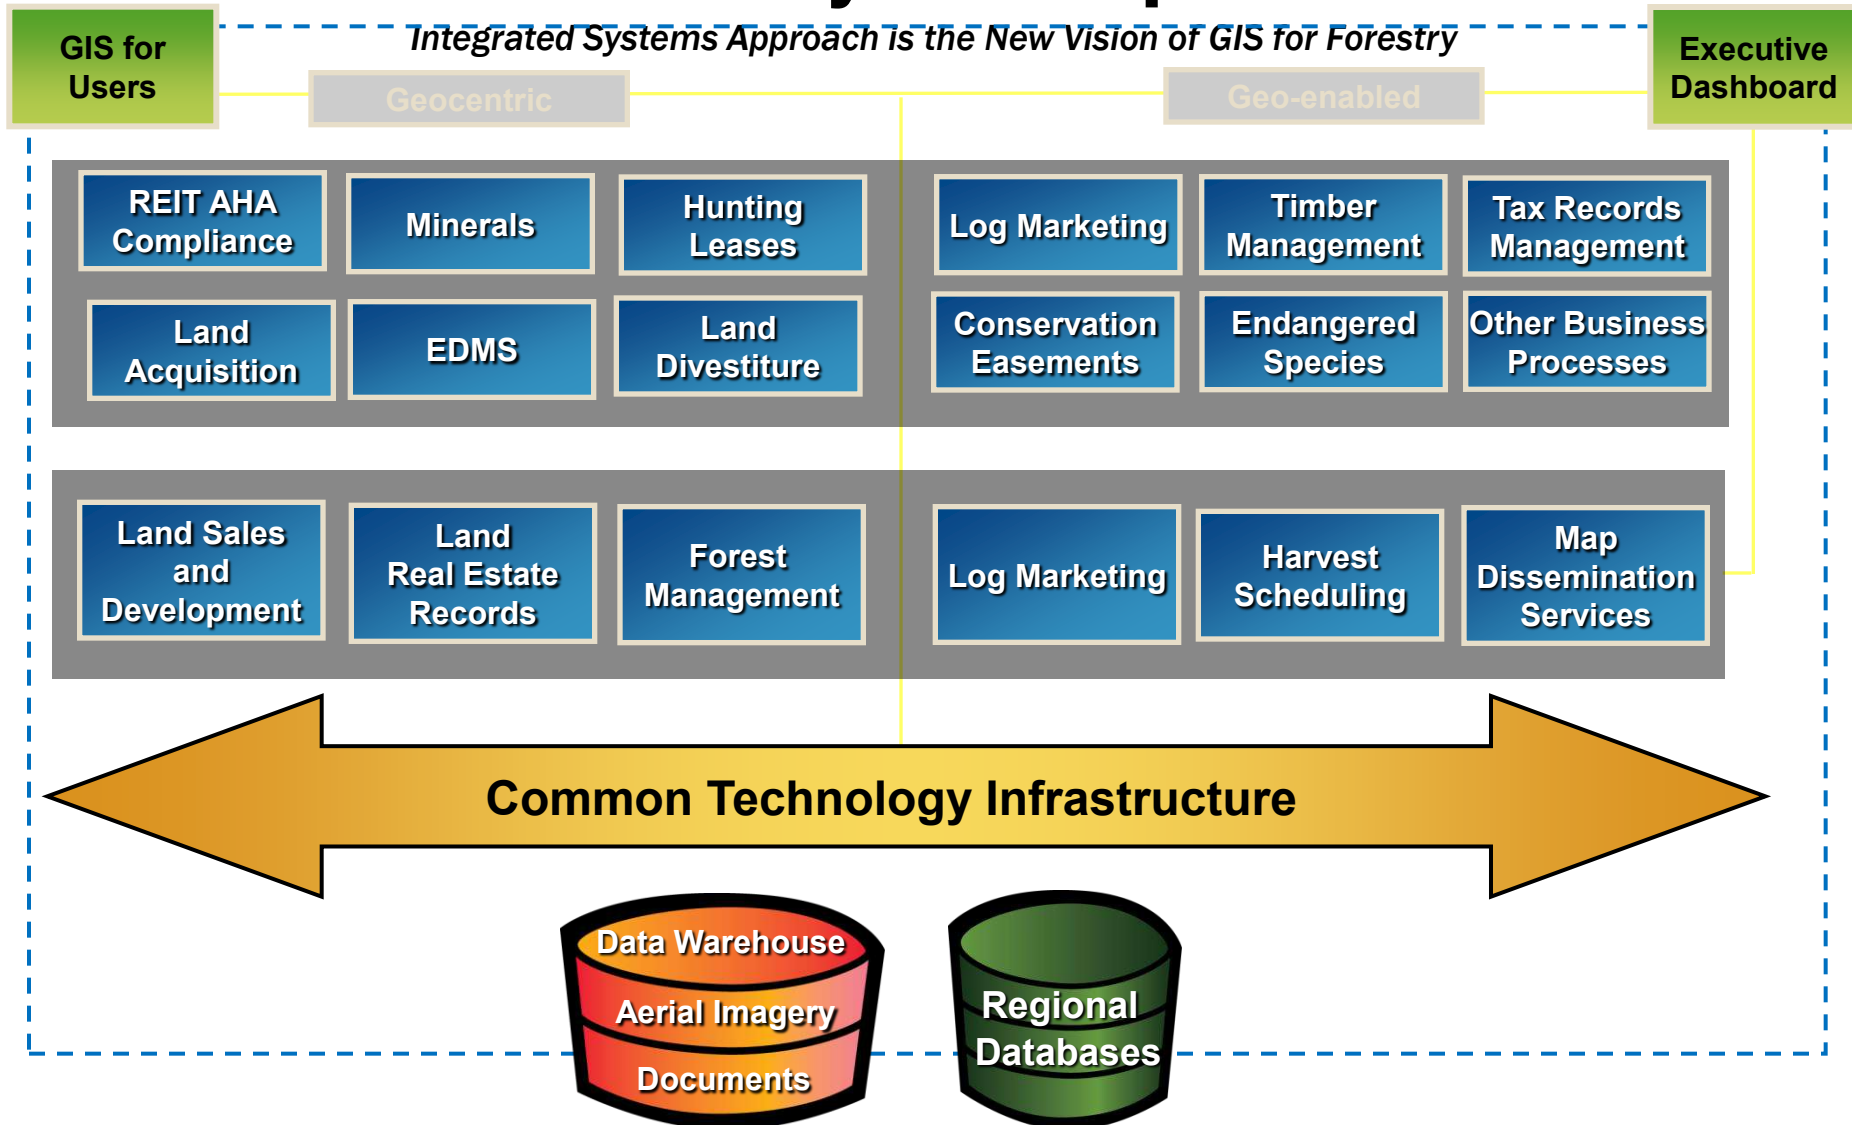 Integrated Systems Approach is the New Vision of GIS for Forestry
GIS for
Users
Geocentric
Geo-enabled
Executive
Dashboard
REIT AHA
Compliance
Minerals
Hunting
Leases
Log Marketing
Timber
Management
Tax Records
Management
Land
Acquisition
EDMS
Land
Divestiture
Conservation
Easements
Endangered
Species
Other Business
Processes
Land Sales
and
Development
Land
Real Estate
Records
Forest
Management
Log Marketing
Harvest
Scheduling
Map
Dissemination
Services
Common Technology Infrastructure
Data Warehouse
Aerial Imagery
Documents
Regional
Databases